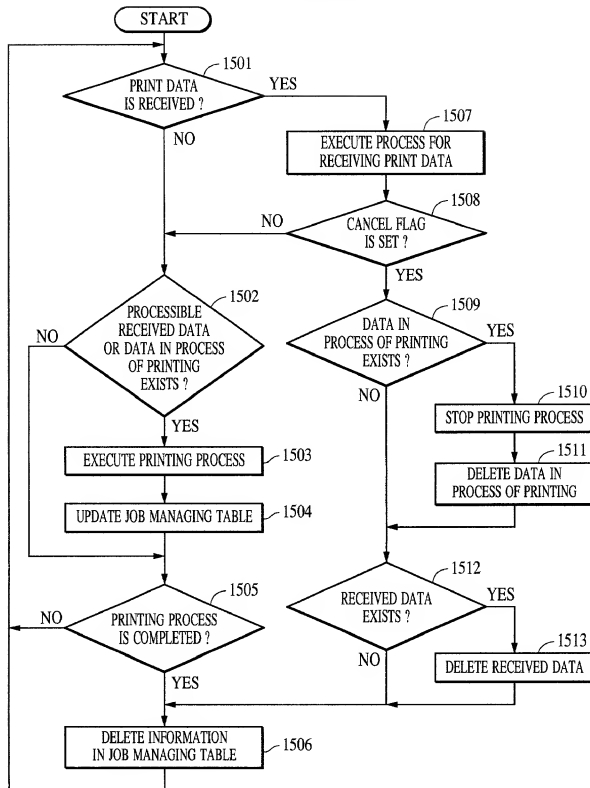 START
1501
PRINT DATA
IS RECEIVED ?
YES
NO
1507
EXECUTE PROCESS FOR
RECEIVING PRINT DATA
1508
CANCEL FLAG
IS SET ?
NO
YES
1502
PROCESSIBLE
RECEIVED DATA
OR DATA IN PROCESS
OF PRINTING
EXISTS ?
NO
YES
1509
DATA IN
PROCESS OF PRINTING
EXISTS ?
YES
NO
1510
STOP PRINTING PROCESS
1511
DELETE DATA IN
PROCESS OF PRINTING
EXECUTE PRINTING PROCESS
1503
UPDATE JOB MANAGING TABLE
1504
1505
PRINTING PROCESS
IS COMPLETED ?
NO
YES
1512
RECEIVED DATA
EXISTS ?
YES
NO
1513
DELETE RECEIVED DATA
DELETE INFORMATION
IN JOB MANAGING TABLE
1506